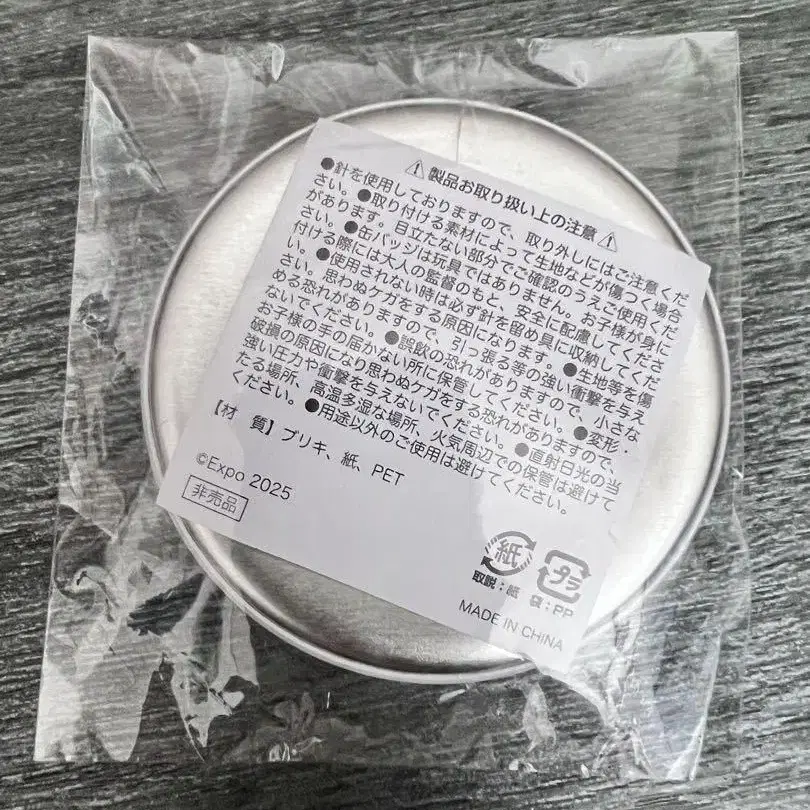 ⚠製品お取り扱い上の注意⚠
●針を使用しておりますので、取り外しにはご注意くだ
さい。●取り付ける素材によって生地などが傷つく場合
があります。目立たない部分でご確認のうえご使用くだ
さい。●缶バッジは玩具ではありません。お子様が身に
付ける際には大人の監督のもと、安全に配慮してくださ
い。●使用されない時は必ず針を留め具に収納してくだ
さい。思わぬケガをする原因になります。●生地等を傷
める恐れがありますので、引っ張る等の強い衝撃を与え
ないでください。●誤飲の恐れがありますので、小さな
お子様の手の届かない所に保管してください。●変形・
破損の原因になり思わぬケガをする恐れがありますので、
強い圧力や衝撃を与えないでください。●直射日光の当
たる場所、高温多湿な場所、火気周辺での保管は避けて
ください。●用途以外のご使用は避けてください。
【材　質】ブリキ、紙、PET
©Expo 2025
非売品
紙
プラ
取説：紙 袋：PP
MADE IN CHINA